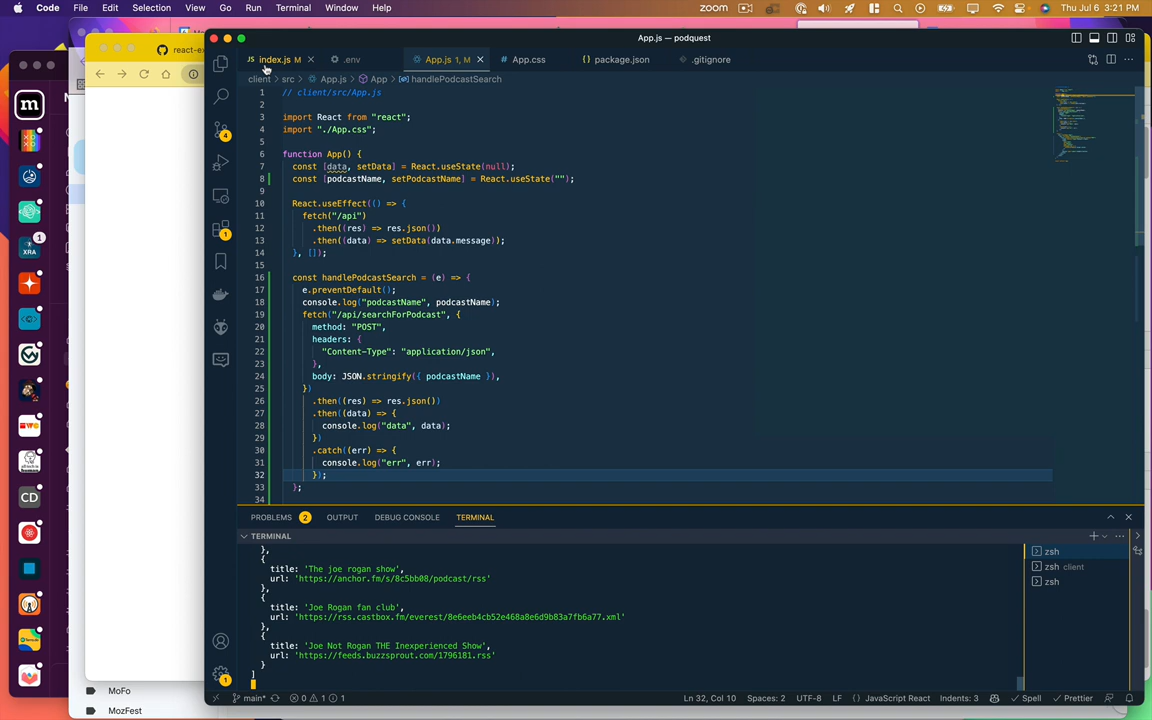 Code File Edit Selection View Go Run Terminal Window Help
zoom
Thu Jul 6 3:21 PM
App.js — podquest
react-ex
JS index.js M
.env
App.js 1, M
App.css
package.json
.gitignore
client > src > App.js > App > handlePodcastSearch
1 // client/src/App.js
2
3 import React from "react";
4 import "./App.css";
5
6 function App() {
7 const [data, setData] = React.useState(null);
8 const [podcastName, setPodcastName] = React.useState("");
9
10 React.useEffect(() => {
11 fetch("/api")
12 .then((res) => res.json())
13 .then((data) => setData(data.message));
14 }, []);
15
16 const handlePodcastSearch = (e) => {
17 e.preventDefault();
18 console.log("podcastName", podcastName);
19 fetch("/api/searchForPodcast", {
20 method: "POST",
21 headers: {
22 "Content-Type": "application/json",
23 },
24 body: JSON.stringify({ podcastName }),
25 })
26 .then((res) => res.json())
27 .then((data) => {
28 console.log("data", data);
29 })
30 .catch((err) => {
31 console.log("err", err);
32 });
33 };
34
PROBLEMS 2 OUTPUT DEBUG CONSOLE TERMINAL
TERMINAL
},
{
title: 'The joe rogan show',
url: 'https://anchor.fm/s/8c5bb08/podcast/rss'
},
{
title: 'Joe Rogan fan club',
url: 'https://rss.castbox.fm/everest/8e6eeb4cb52e468a8e6d9b83a7fb6a77.xml'
},
{
title: 'Joe Not Rogan THE Inexperienced Show',
url: 'https://feeds.buzzsprout.com/1796181.rss'
}
]
zsh
zsh client
zsh
main*
0 1 1
Ln 32, Col 10
Spaces: 2
UTF-8
LF
JavaScript React
Indents: 3
Spell
Prettier
m
XRA
1
CD
4
1
1
MoFo
MozFest